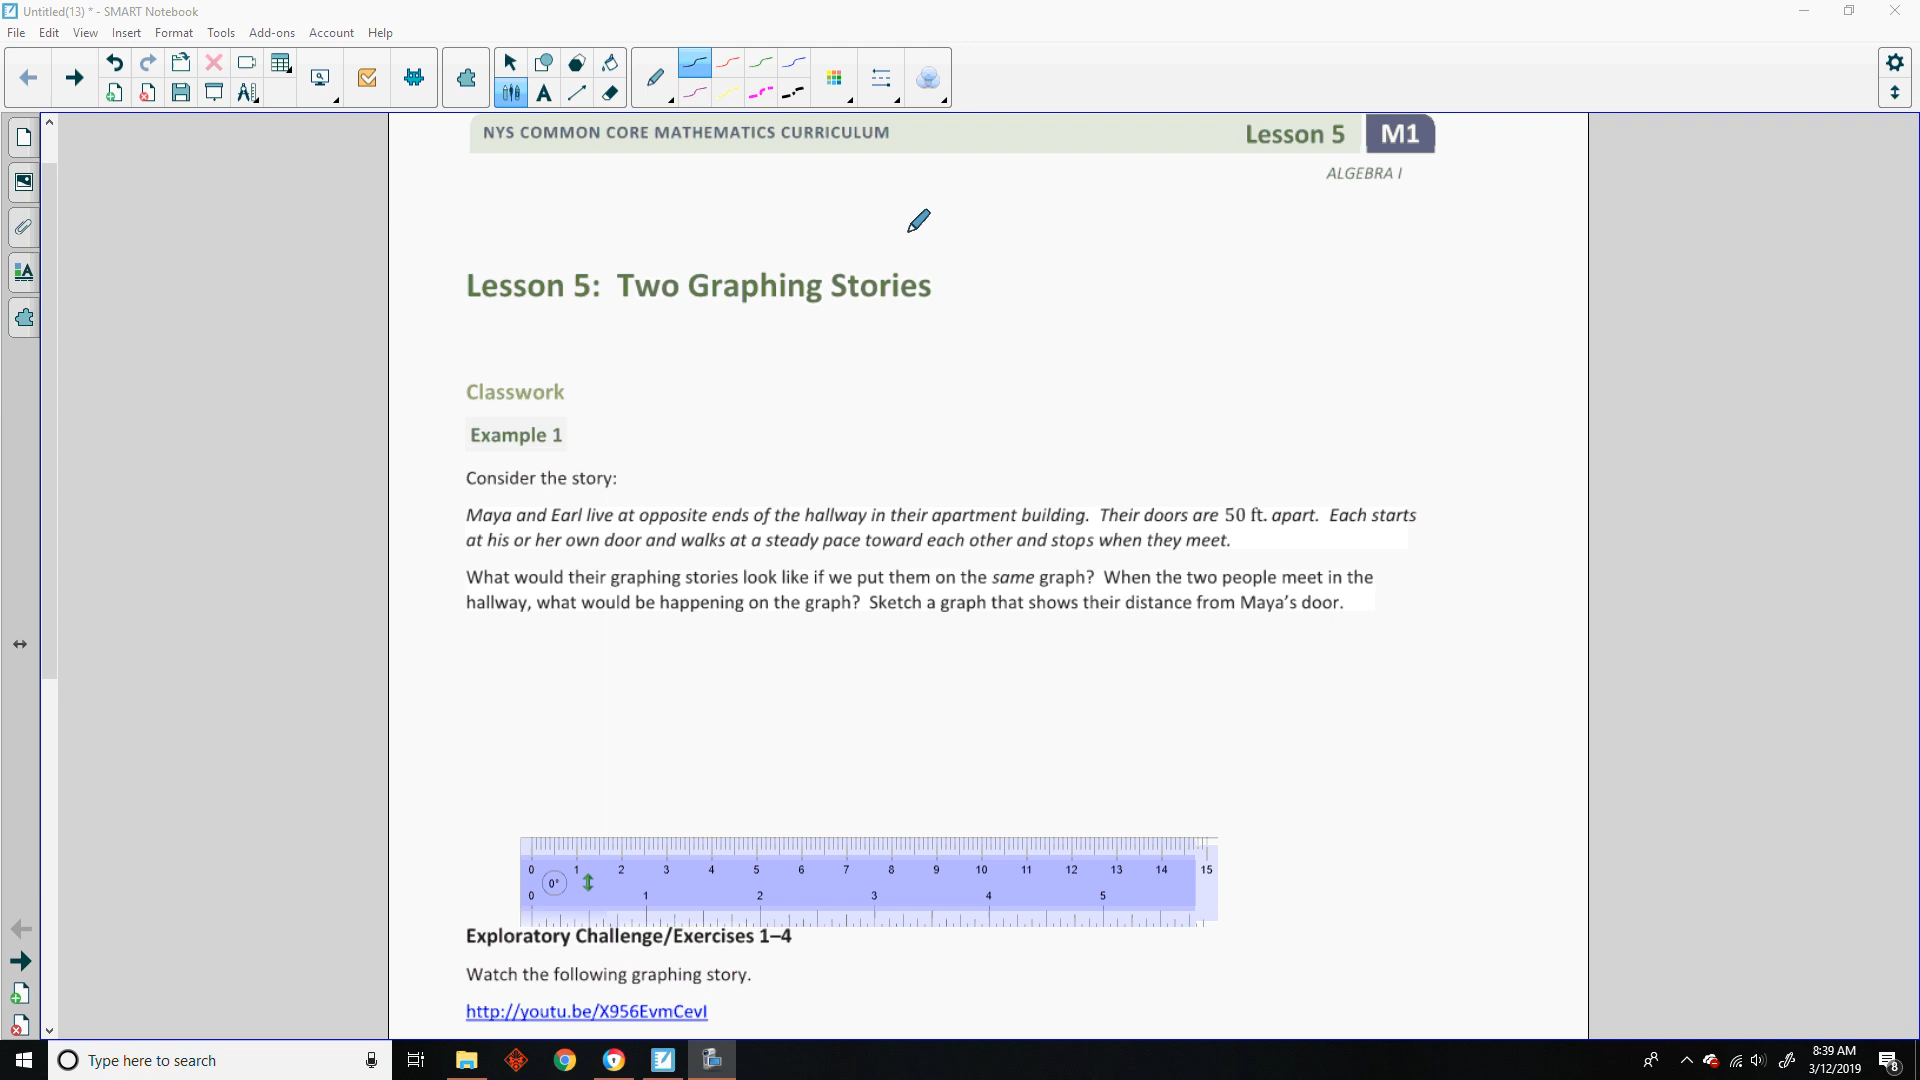 Untitled(13) * - SMART Notebook
File Edit View Insert Format Tools Add-ons Account Help
NYS COMMON CORE MATHEMATICS CURRICULUM Lesson 5 M1
ALGEBRA I
Lesson 5: Two Graphing Stories
Classwork
Example 1
Consider the story:
Maya and Earl live at opposite ends of the hallway in their apartment building. Their doors are 50 ft. apart. Each starts
at his or her own door and walks at a steady pace toward each other and stops when they meet.
What would their graphing stories look like if we put them on the same graph? When the two people meet in the
hallway, what would be happening on the graph? Sketch a graph that shows their distance from Maya's door.
0 1 2 3 4 5 6 7 8 9 10 11 12 13 14 15
0°
0 1 2 3 4 5
Exploratory Challenge/Exercises 1–4
Watch the following graphing story.
http://youtu.be/X956EvmCevI
Type here to search
8:39 AM
3/12/2019
8